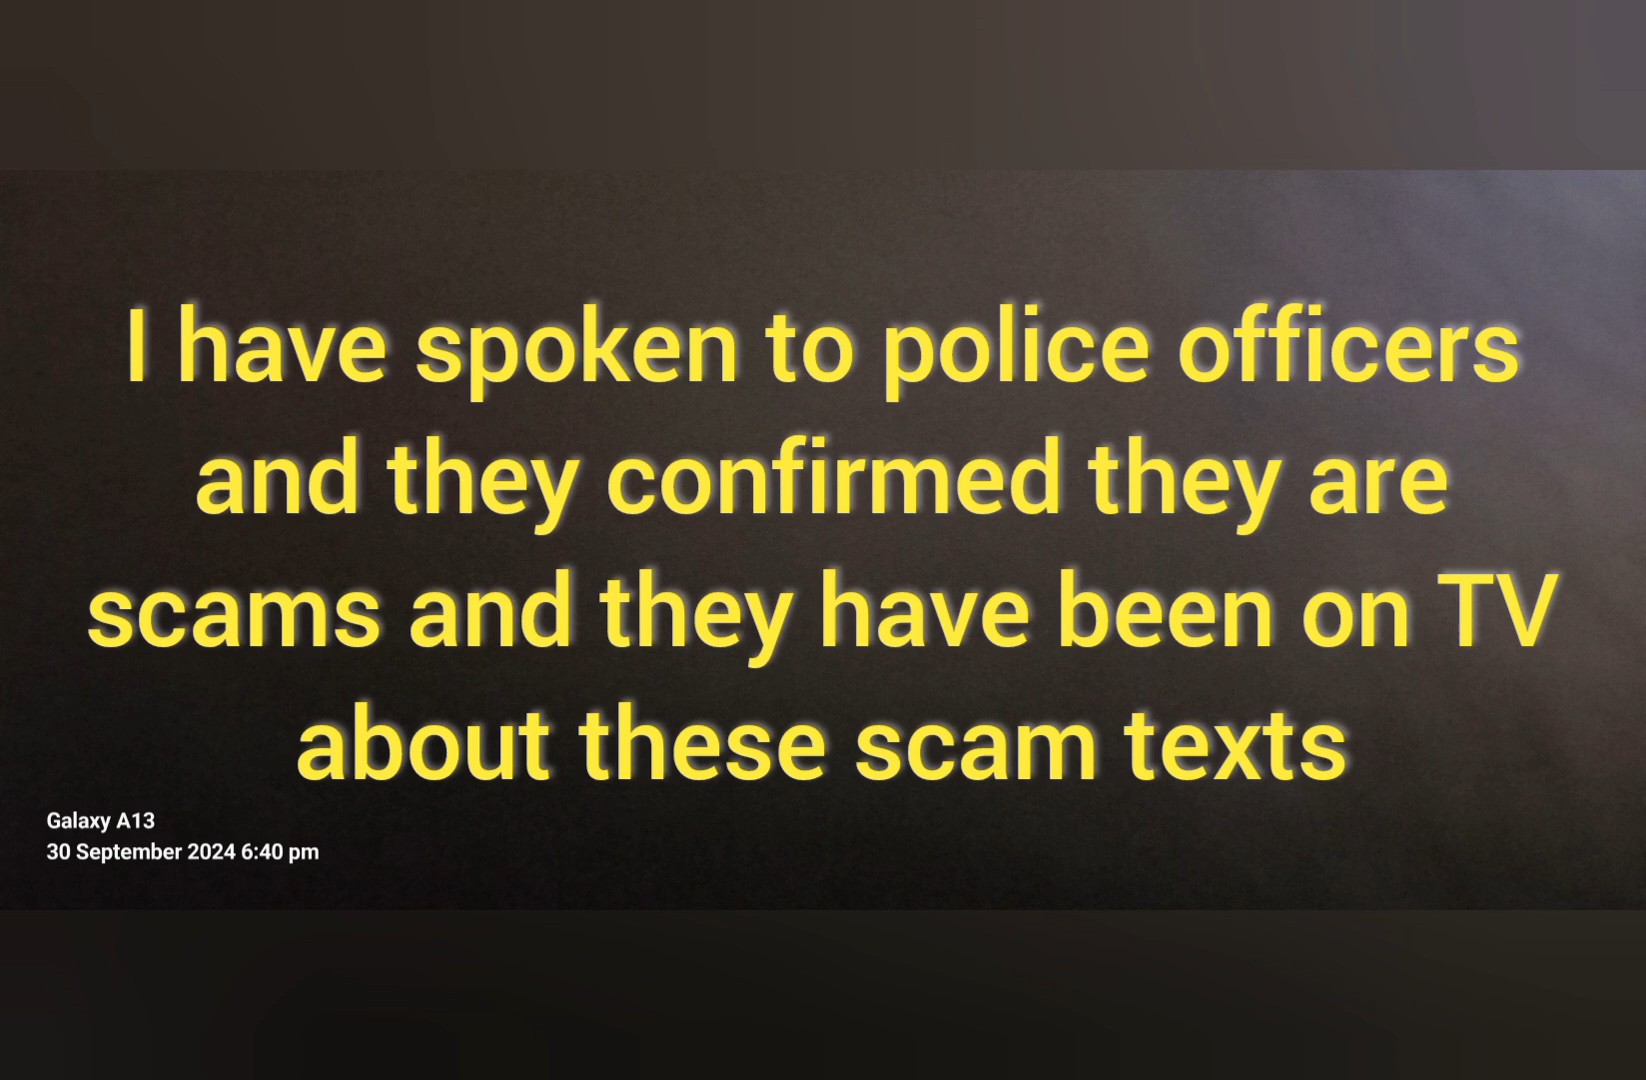 I have spoken to police officers
and they confirmed they are
scams and they have been on TV
about these scam texts
Galaxy A13
30 September 2024 6:40 pm